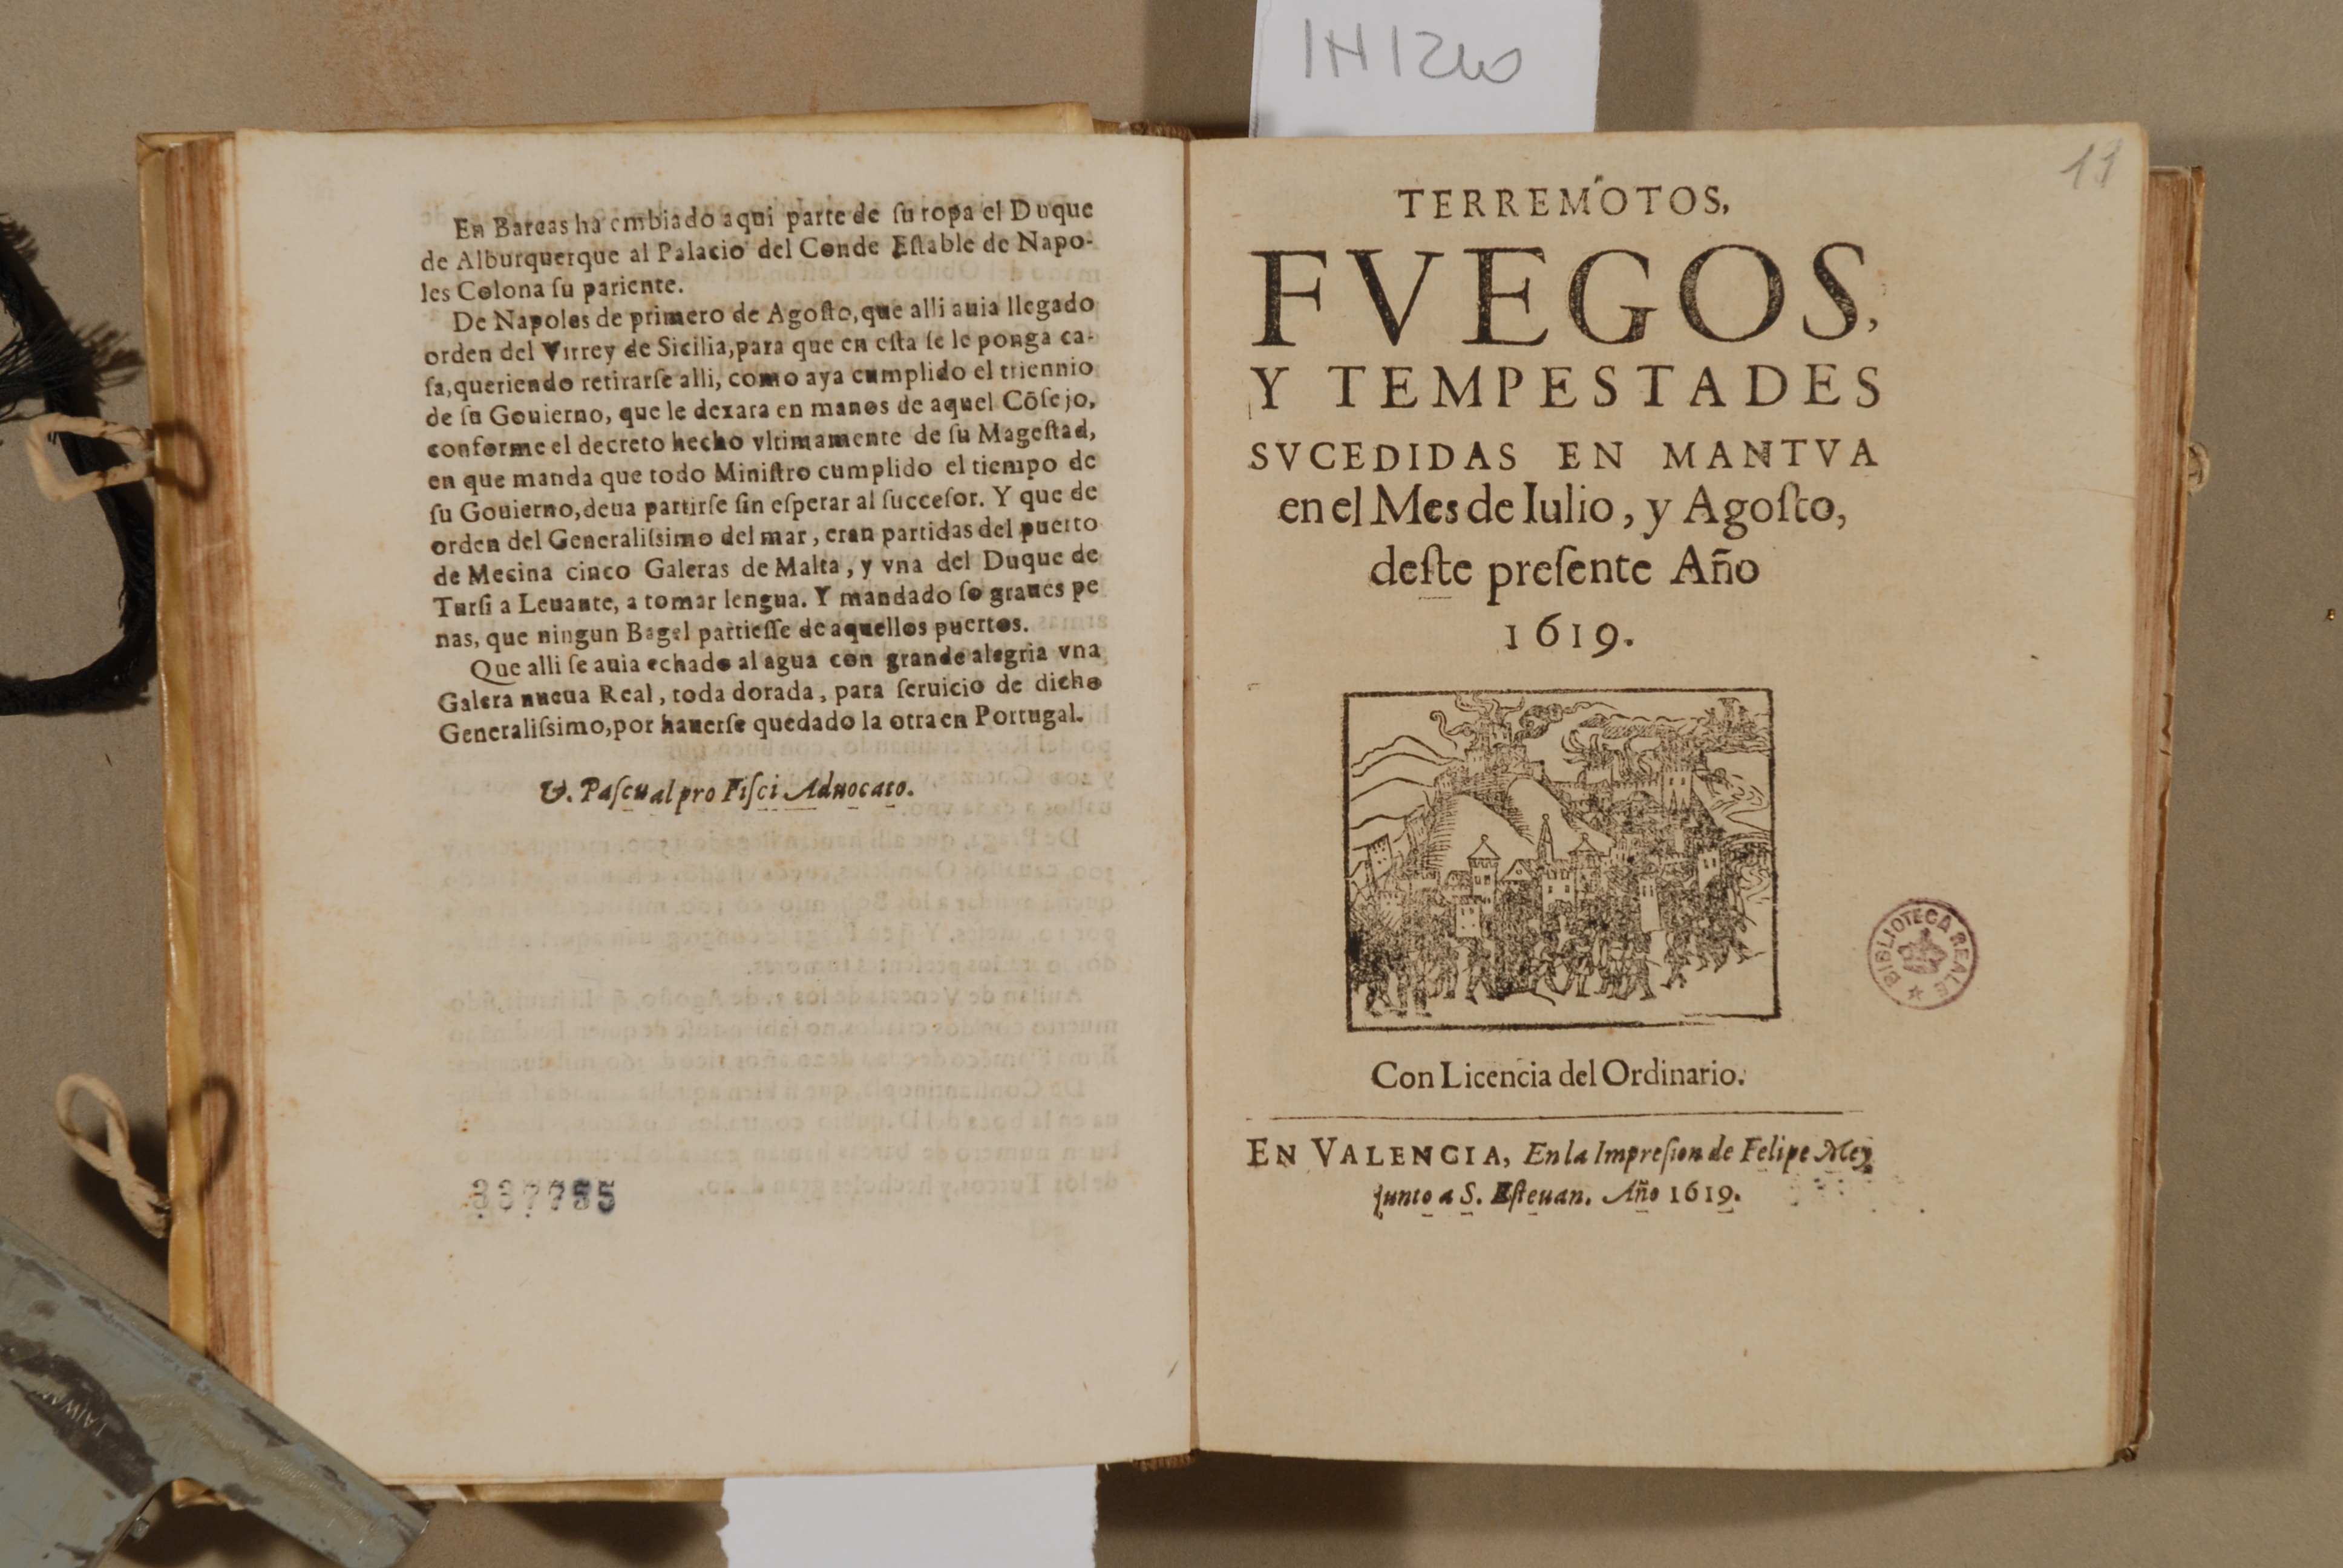 IN 1240
En Barcas ha embiado aqui parte de ſu ropa el Duque
de Alburquerque al Palacio del Conde Eſtable de Napo-
les Colona ſu pariente.
De Napoles de primero de Agoſto, que alli auia llegado
orden del Virrey de Sicilia, para que en eſta ſe le ponga ca-
ſa, queriendo retirarſe alli, como aya cumplido el triennio
de ſu Gouierno, que le dexara en manos de aquel Cõſejo,
conforme el decreto hecho vltimamente de ſu Mageſtad,
en que manda que todo Miniſtro cumplido el tiempo de
ſu Gouierno, deua partirſe ſin eſperar al ſucceſor. Y que de
orden del Generaliſsimo del mar, eran partidas del puerto
de Mecina cinco Galeras de Malta, y vna del Duque de
Turſi a Leuante, a tomar lengua. Y mandado ſo graues pe
nas, que ningun Bagel partieſſe de aquellos puertos.
Que alli ſe auia echado al agua con grande alegria vna
Galera nueua Real, toda dorada, para ſeruicio de dicho
Generaliſsimo, por hauerſe quedado la otra en Portugal.
V. Paſcual pro Fiſci Aduocato.
337755
TAIWAN
11
TERREMOTOS,
FVEGOS,
Y TEMPESTADES
SVCEDIDAS EN MANTVA
en el Mes de Iulio, y Agoſto,
deſte preſente Año
1619.
BIBLIOTECA REALE
Con Licencia del Ordinario.
EN VALENCIA, En la Impreſion de Felipe Mey
junto a S. Eſteuan. Año 1619.